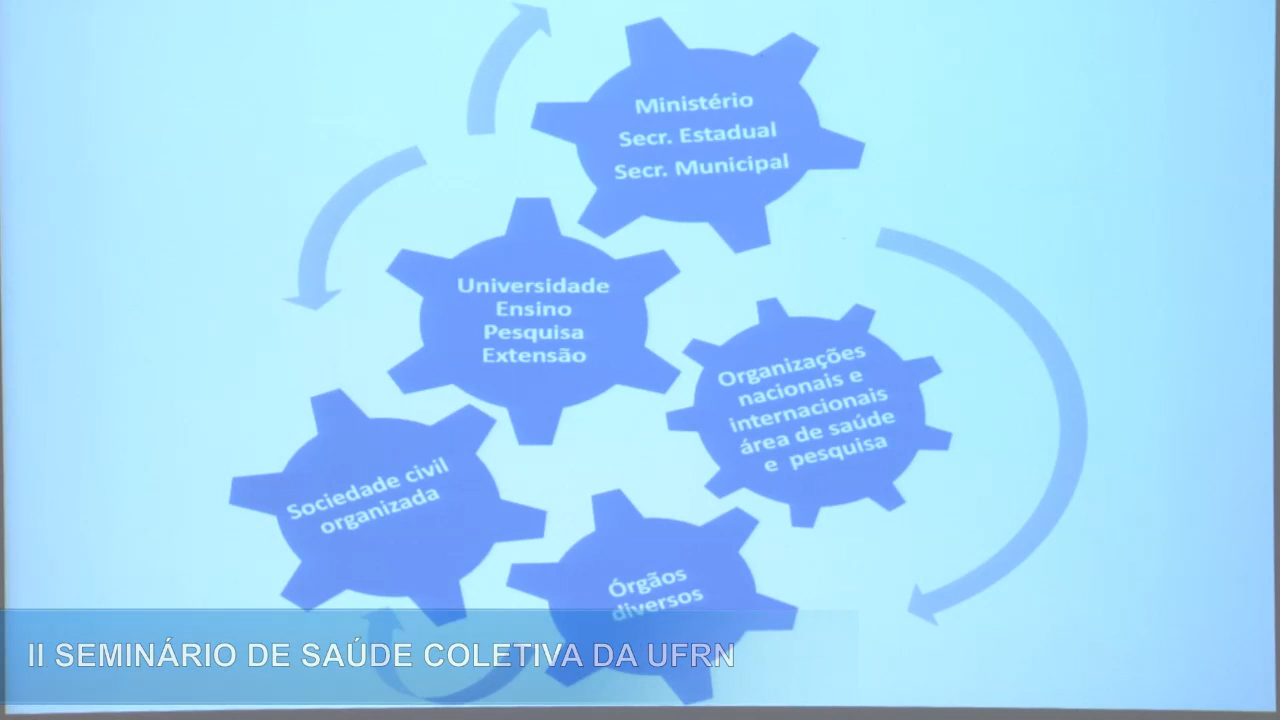 Ministério
Secr. Estadual
Secr. Municipal
Universidade
Ensino
Pesquisa
Extensão
Organizações
nacionais e
internacionais
área de saúde
e pesquisa
Sociedade civil
organizada
Órgãos
diversos
II SEMINÁRIO DE SAÚDE COLETIVA DA UFRN